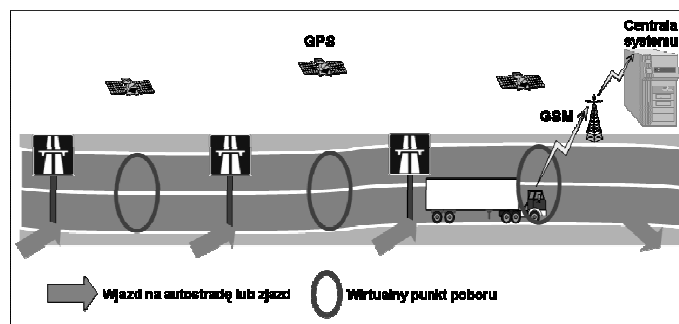 GPS
Centrala
systemu
GSM
Wjazd na autostradę lub zjazd
Wirtualny punkt poboru